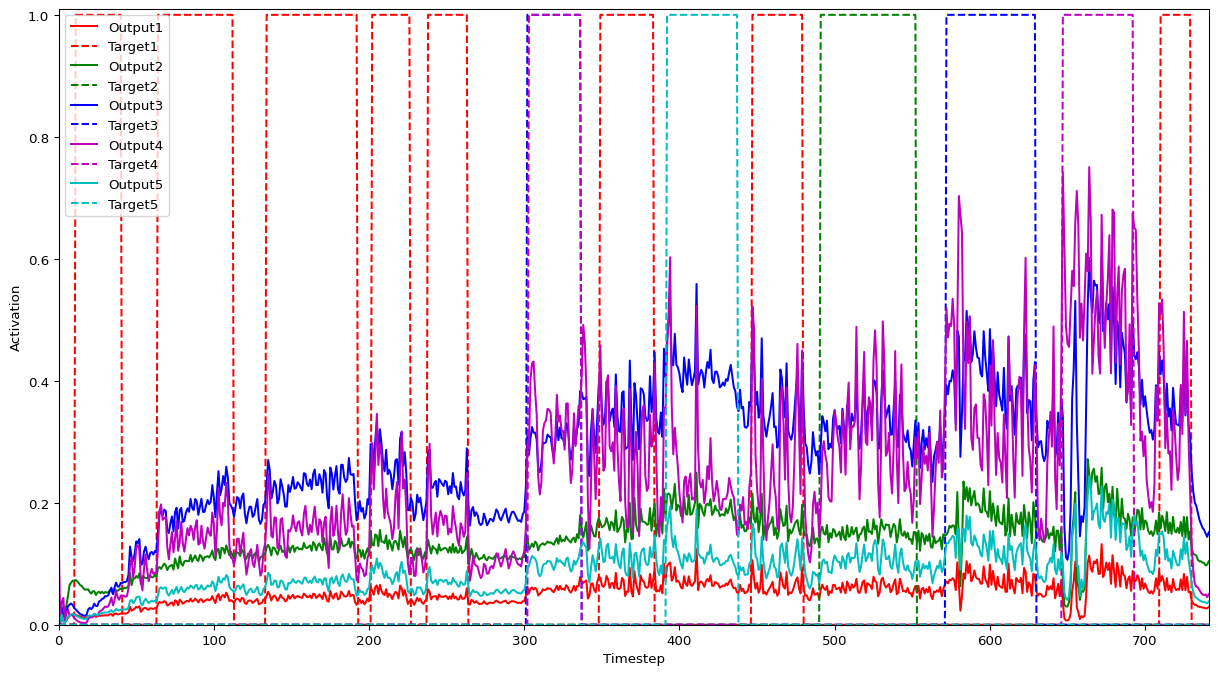 1.0
0.8
0.6
0.4
0.2
0.0
Activation
Output1
Target1
Output2
Target2
Output3
Target3
Output4
Target4
Output5
Target5
0 100 200 300 400 500 600 700
Timestep